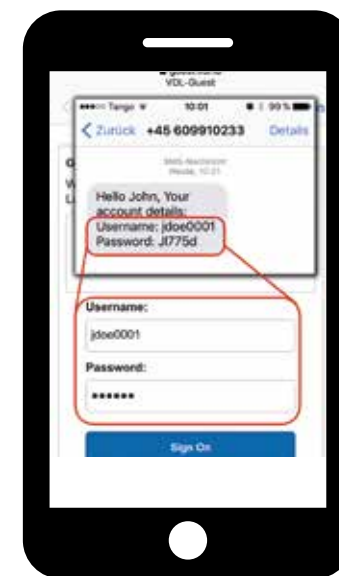 VDL-Guest
Tango 10:01 99%
Zurück +45 609910233 Details
Hello John, Your
account details:
Username: jdoe0001
Password: Jl775d
Username:
jdoe0001
Password:
••••••
Sign On